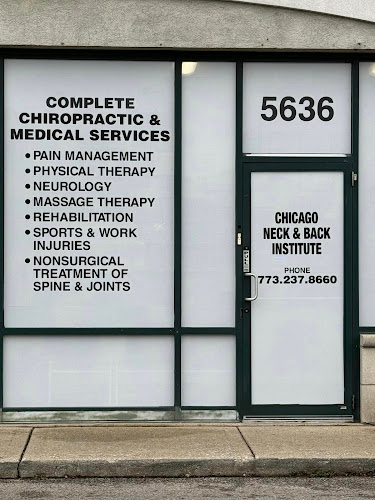 COMPLETE
CHIROPRACTIC &
MEDICAL SERVICES
• PAIN MANAGEMENT
• PHYSICAL THERAPY
• NEUROLOGY
• MASSAGE THERAPY
• REHABILITATION
• SPORTS & WORK
INJURIES
• NONSURGICAL
TREATMENT OF
SPINE & JOINTS
5636
CHICAGO
NECK & BACK
INSTITUTE
PHONE
773.237.8660